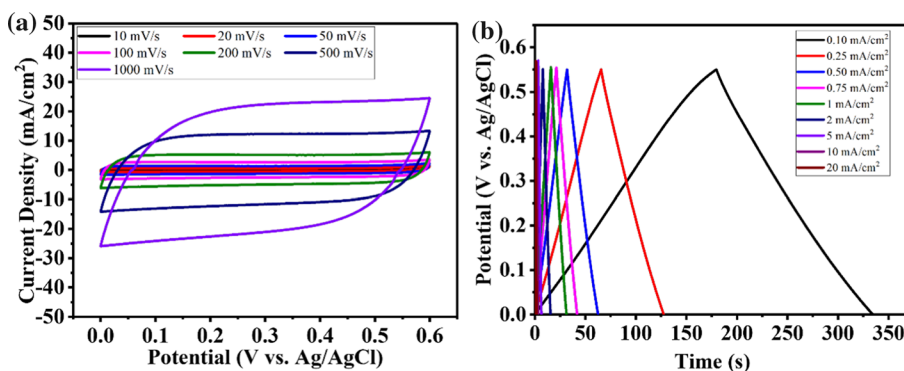 (a)
10 mV/s 20 mV/s 50 mV/s
100 mV/s 200 mV/s 500 mV/s
1000 mV/s
Current Density (mA/cm²)
50
40
30
20
10
0
-10
-20
-30
-40
-50
0.0 0.1 0.2 0.3 0.4 0.5 0.6
Potential (V vs. Ag/AgCl)
(b)
0.10 mA/cm²
0.25 mA/cm²
0.50 mA/cm²
0.75 mA/cm²
1 mA/cm²
2 mA/cm²
5 mA/cm²
10 mA/cm²
20 mA/cm²
Potential (V vs. Ag/AgCl)
0.6
0.5
0.4
0.3
0.2
0.1
0.0
0 50 100 150 200 250 300 350
Time (s)